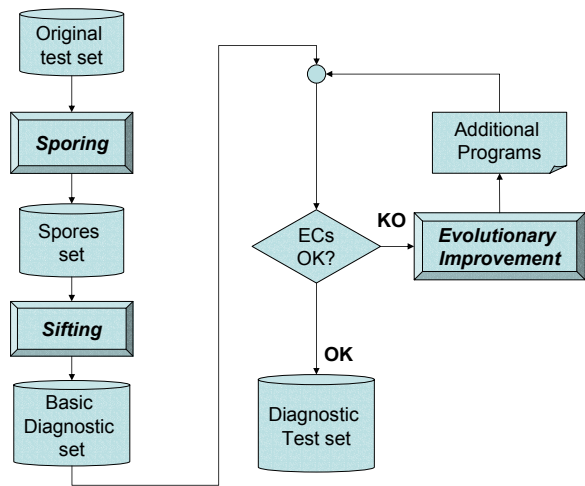 Original
test set
Sporing
Spores
set
Sifting
Basic
Diagnostic
set
ECs
OK?
KO
Evolutionary
Improvement
Additional
Programs
OK
Diagnostic
Test set